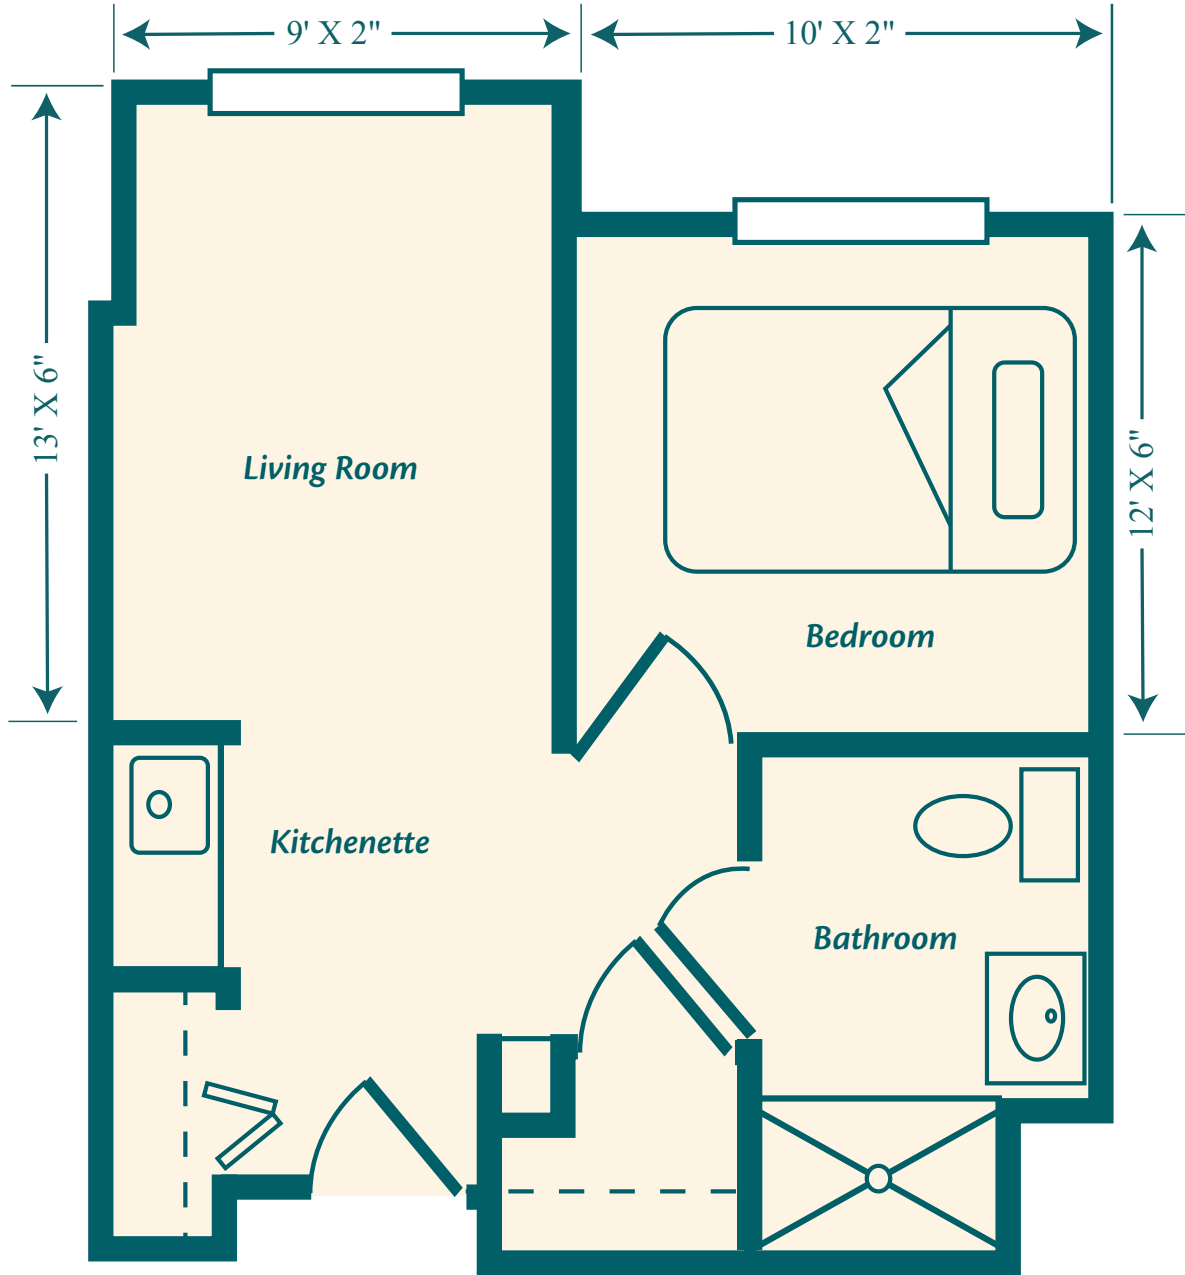 9' X 2"
10' X 2"
13' X 6"
12' X 6"
Living Room
Bedroom
Kitchenette
Bathroom